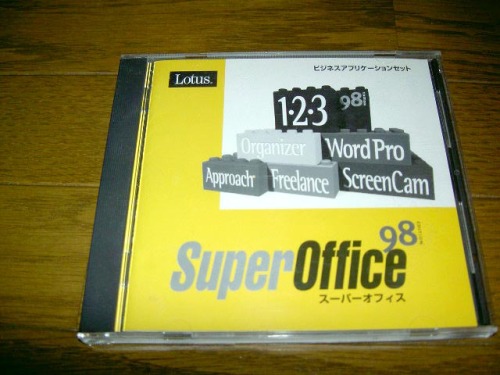 Lotus.
ビジネスアプリケーションセット
1·2·3 98i
Organizer Word Pro
Approach Freelance ScreenCam
SuperOffice 98
スーパーオフィス